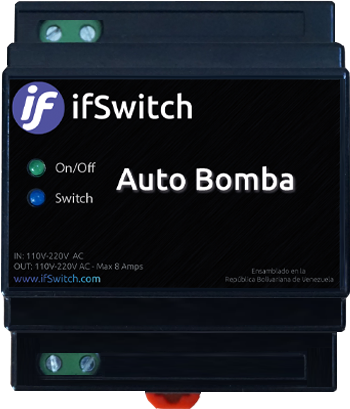 if ifSwitch
On/Off
Auto Bomba
Switch
IN: 110V-220V AC
OUT: 110V-220V AC - Max 8 Amps
www.ifSwitch.com
Ensamblado en la
República Bolivariana de Venezuela